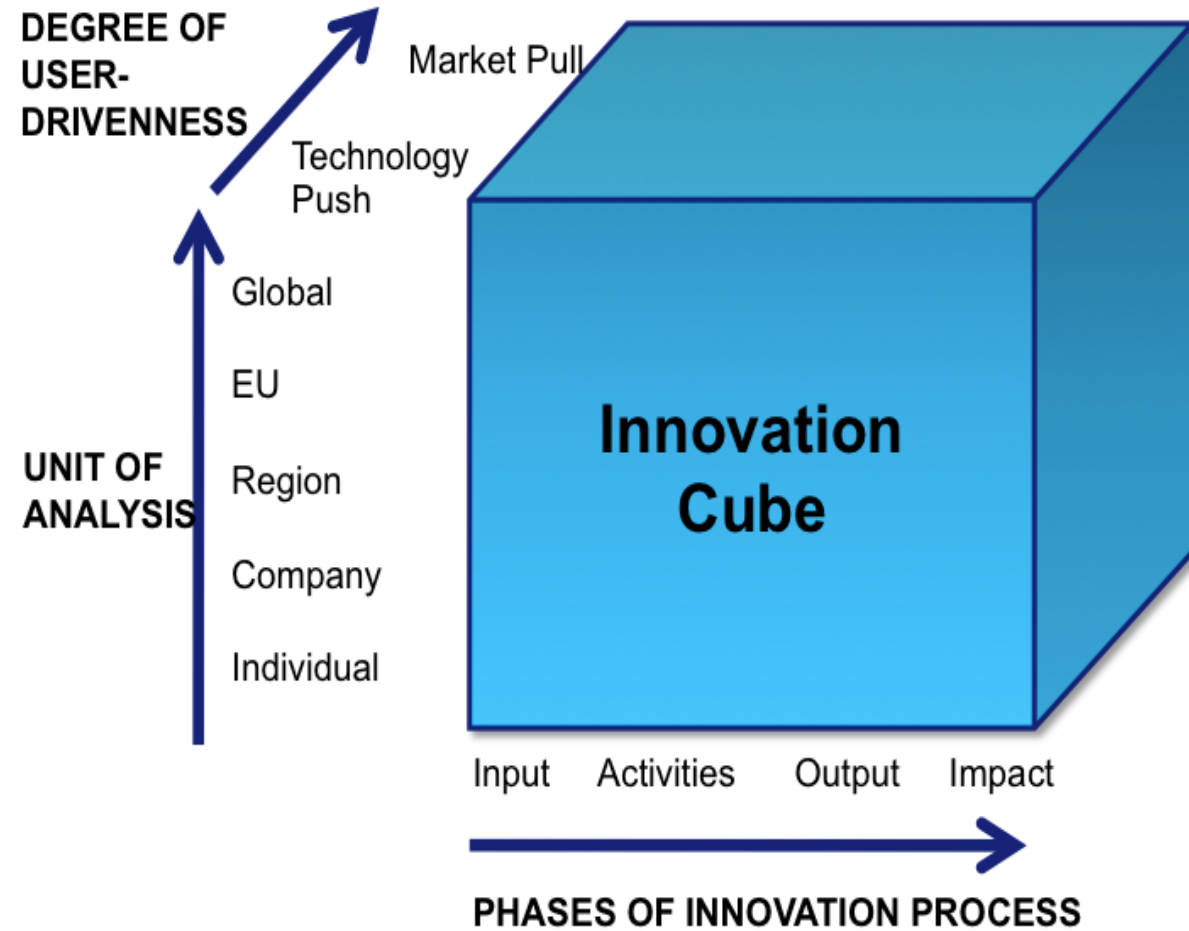 DEGREE OF
USER-
DRIVENNESS
Market Pull
Technology
Push
Global
EU
Region
Company
Individual
UNIT OF
ANALYSIS
Innovation
Cube
Input Activities Output Impact
PHASES OF INNOVATION PROCESS